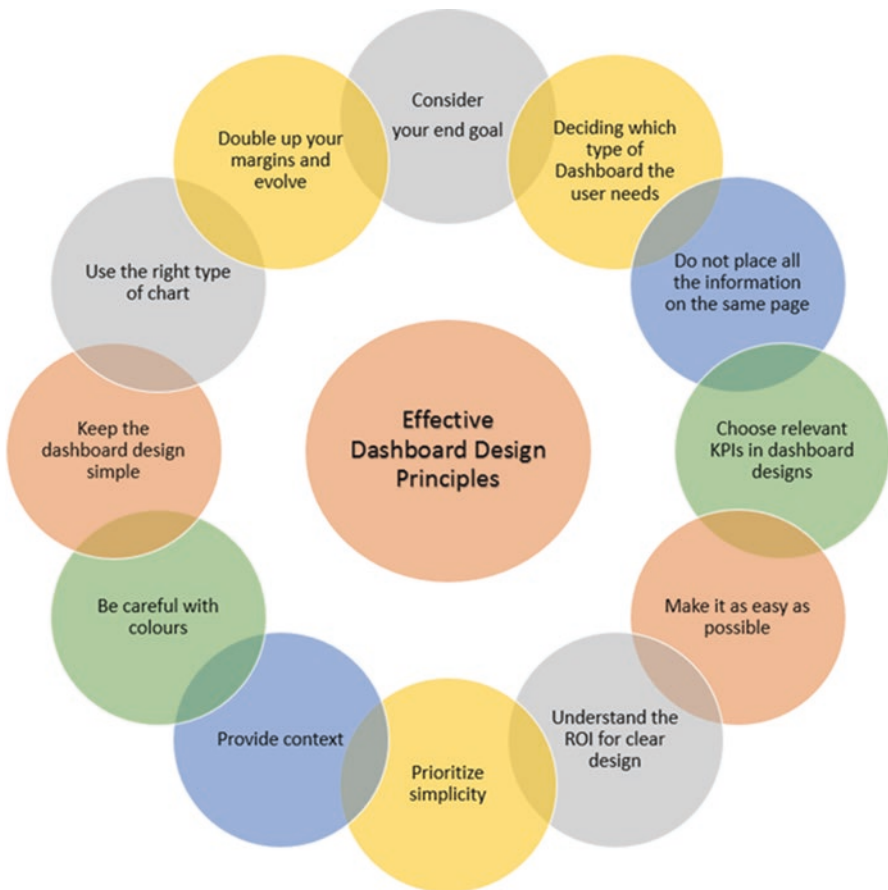 Consider
your end goal
Deciding which
type of
Dashboard the
user needs
Do not place all
the information
on the same page
Choose relevant
KPIs in dashboard
designs
Make it as easy as
possible
Understand the
ROI for clear
design
Prioritize
simplicity
Provide context
Be careful with
colours
Keep the
dashboard design
simple
Use the right type
of chart
Double up your
margins and
evolve
Effective
Dashboard Design
Principles